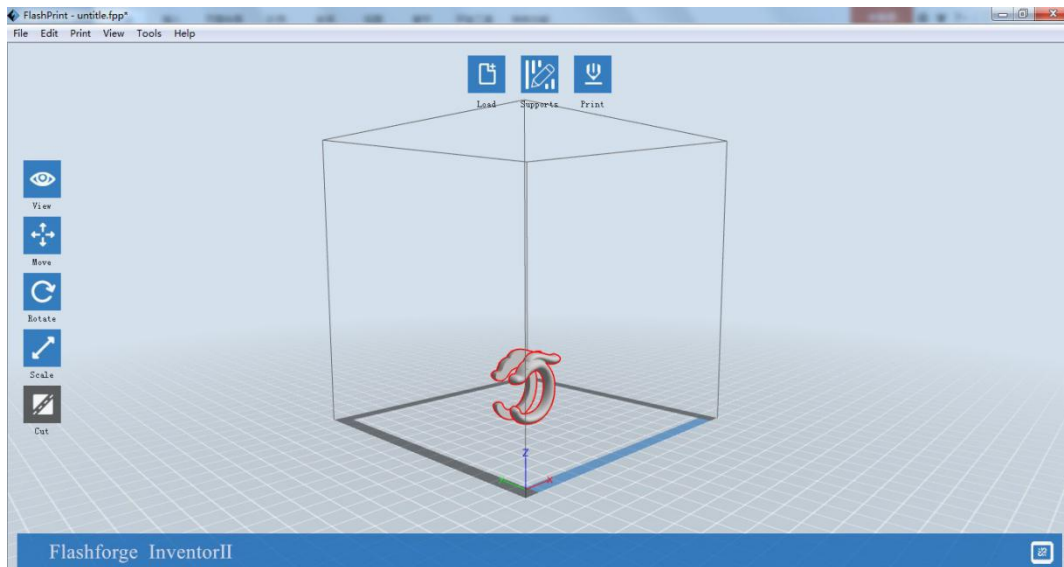 FlashPrint - untitle.fpp*
File Edit Print View Tools Help
Load Supports Print
View
Move
Rotate
Scale
Cut
Z
X
Flashforge InventorII